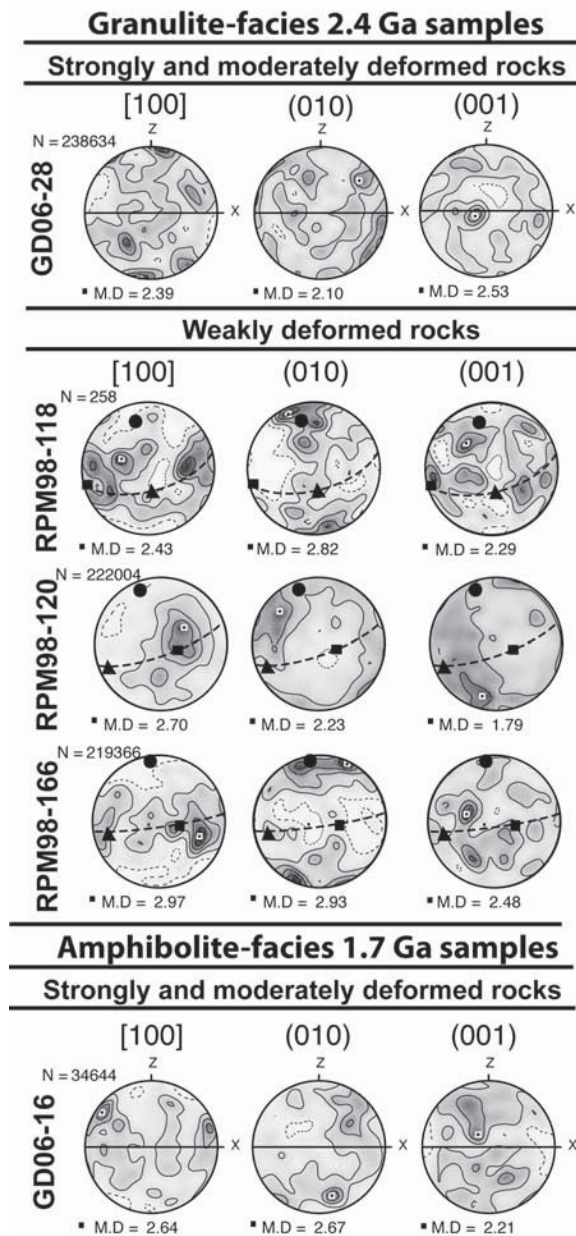 Granulite-facies 2.4 Ga samples
Strongly and moderately deformed rocks
[100] (010) (001)
N = 238634
Z Z Z
GD06-28
X X X
M.D = 2.39 M.D = 2.10 M.D = 2.53
Weakly deformed rocks
[100] (010) (001)
N = 258
RPM98-118
M.D = 2.43 M.D = 2.82 M.D = 2.29
N = 222004
RPM98-120
M.D = 2.70 M.D = 2.23 M.D = 1.79
N = 219366
RPM98-166
M.D = 2.97 M.D = 2.93 M.D = 2.48
Amphibolite-facies 1.7 Ga samples
Strongly and moderately deformed rocks
[100] (010) (001)
N = 34644
Z Z Z
GD06-16
X X X
M.D = 2.64 M.D = 2.67 M.D = 2.21